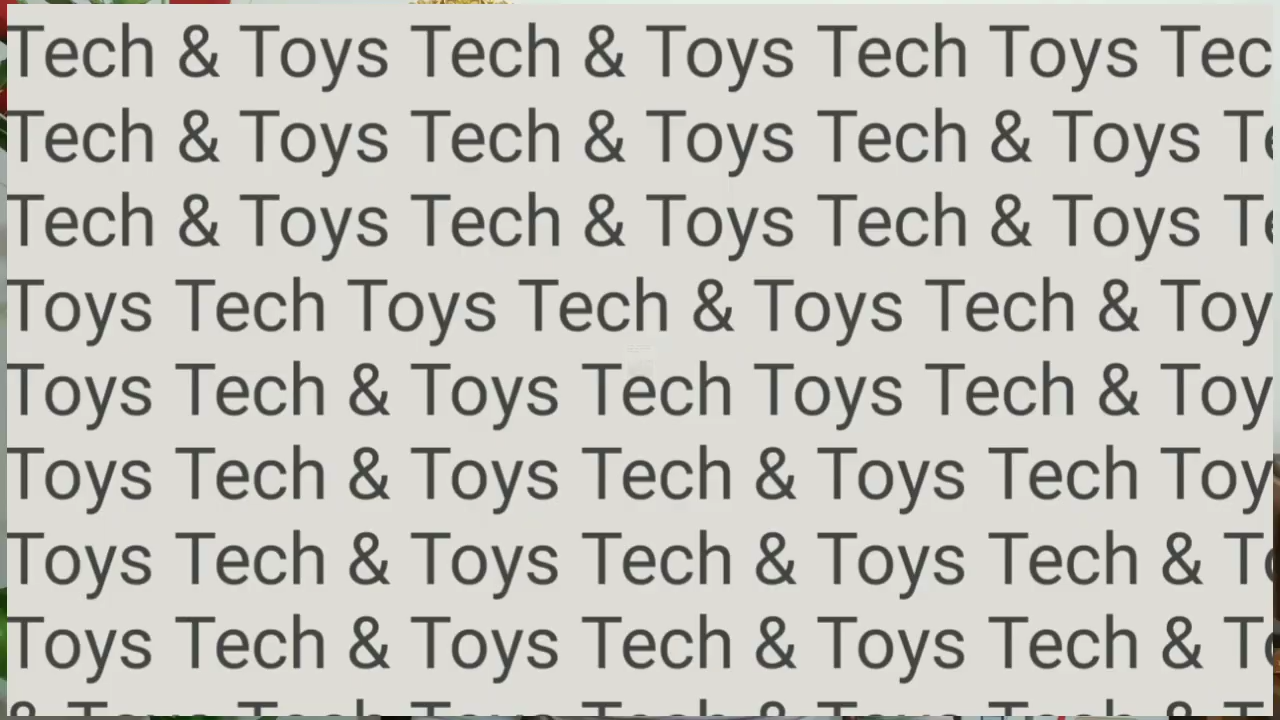 Tech & Toys Tech & Toys Tech Toys Tec
Tech & Toys Tech & Toys Tech & Toys Te
Tech & Toys Tech & Toys Tech & Toys Te
Toys Tech Toys Tech & Toys Tech & Toy
Toys Tech & Toys Tech Toys Tech & Toy
Toys Tech & Toys Tech & Toys Tech Toy
Toys Tech & Toys Tech & Toys Tech & To
Toys Tech & Toys Tech & Toys Tech & To